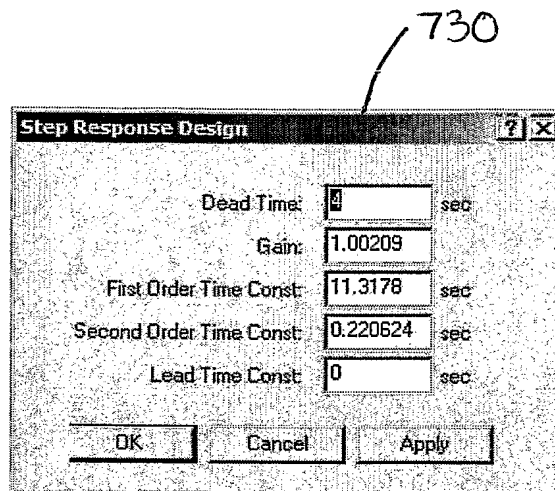 730
Step Response Design ? X
Dead Time: 4 sec
Gain: 1.00209
First Order Time Const: 11.3178 sec
Second Order Time Const: 0.220624 sec
Lead Time Const: 0 sec
OK Cancel Apply